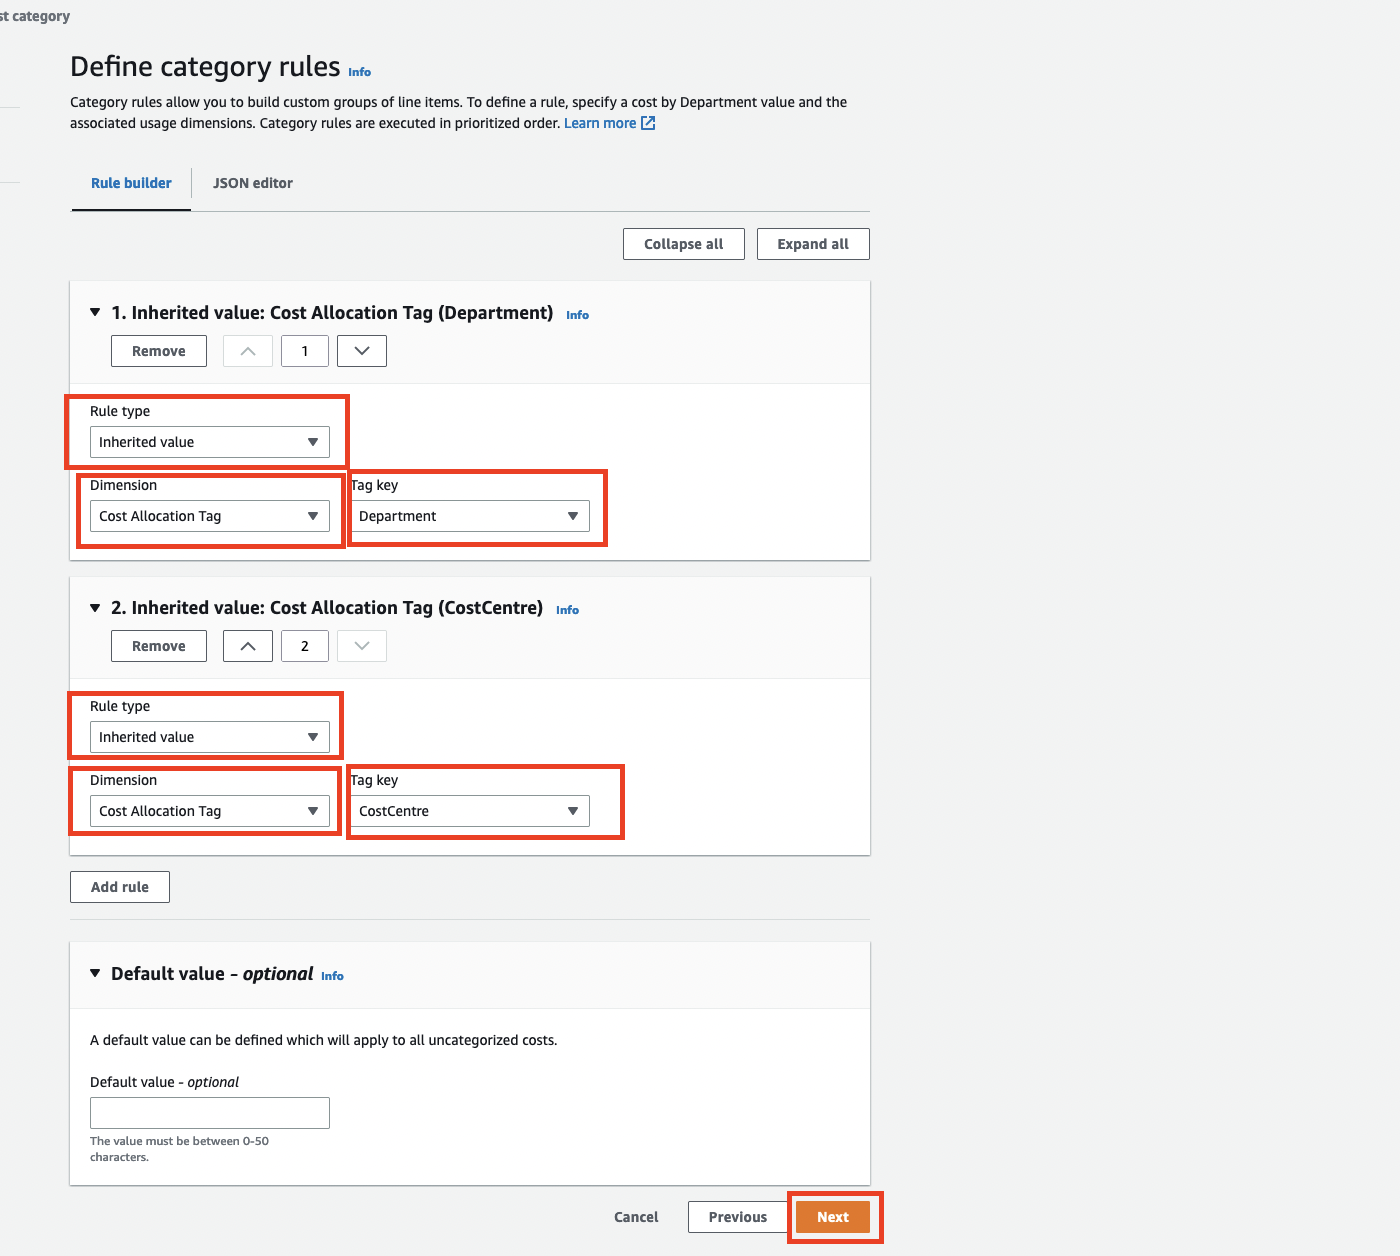 st category
Define category rules Info
Category rules allow you to build custom groups of line items. To define a rule, specify a cost by Department value and the
associated usage dimensions. Category rules are executed in prioritized order. Learn more
Rule builder JSON editor
Collapse all Expand all
1. Inherited value: Cost Allocation Tag (Department) Info
Remove 1
Rule type
Inherited value
Dimension Tag key
Cost Allocation Tag Department
2. Inherited value: Cost Allocation Tag (CostCentre) Info
Remove 2
Rule type
Inherited value
Dimension Tag key
Cost Allocation Tag CostCentre
Add rule
Default value - optional Info
A default value can be defined which will apply to all uncategorized costs.
Default value - optional
The value must be between 0-50
characters.
Cancel Previous Next